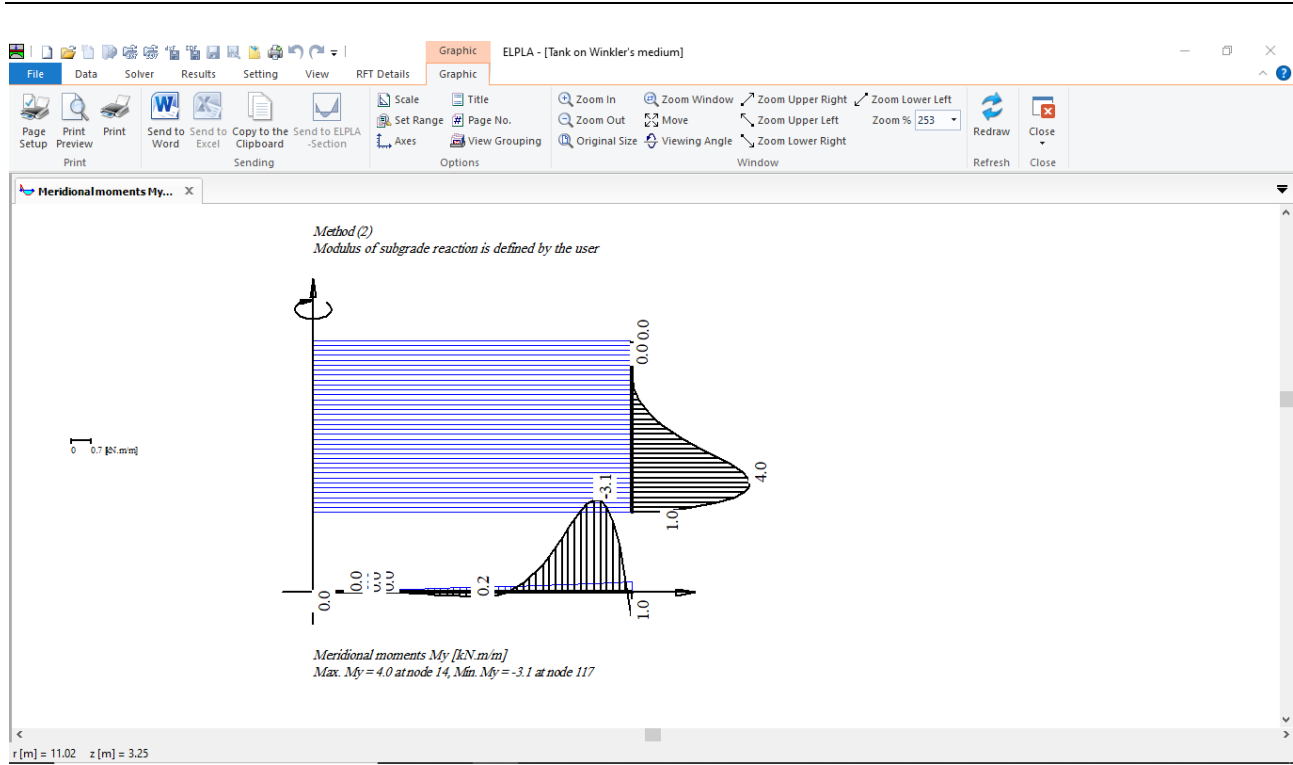 Graphic
ELPLA - [Tank on Winkler's medium]
File Data Solver Results Setting View RFT Details Graphic
Page Setup
Print Preview
Print
Print
Send to Word
Send to Excel
Copy to the Clipboard
Send to ELPLA -Section
Sending
Scale
Title
Set Range
# Page No.
Axes
View Grouping
Options
Zoom In
Zoom Window
Zoom Upper Right
Zoom Lower Left
Zoom Out
Move
Zoom Upper Left
Zoom % 253
Original Size
Viewing Angle
Zoom Lower Right
Window
Redraw
Refresh
Close
Close
Meridional moments My... X
Method (2)
Modulus of subgrade reaction is defined by the user
0.0 0.0
0 0.7 [kN.m/m]
4.0
-3.1
1.0
0.0
0.0
0.0
0.2
0.0
1.0
Meridional moments My [kN.m/m]
Max. My = 4.0 at node 14, Min. My = -3.1 at node 117
r [m] = 11.02 z [m] = 3.25